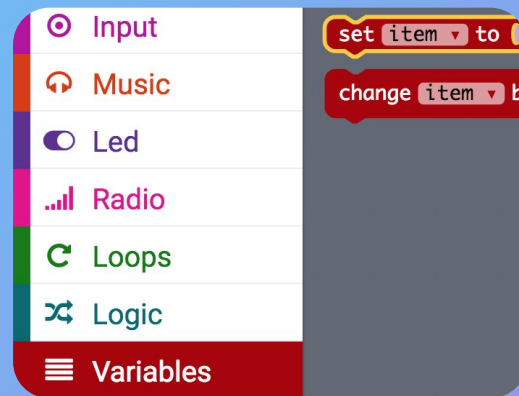 Input
Music
Led
Radio
Loops
Logic
Variables
set item to
change item b